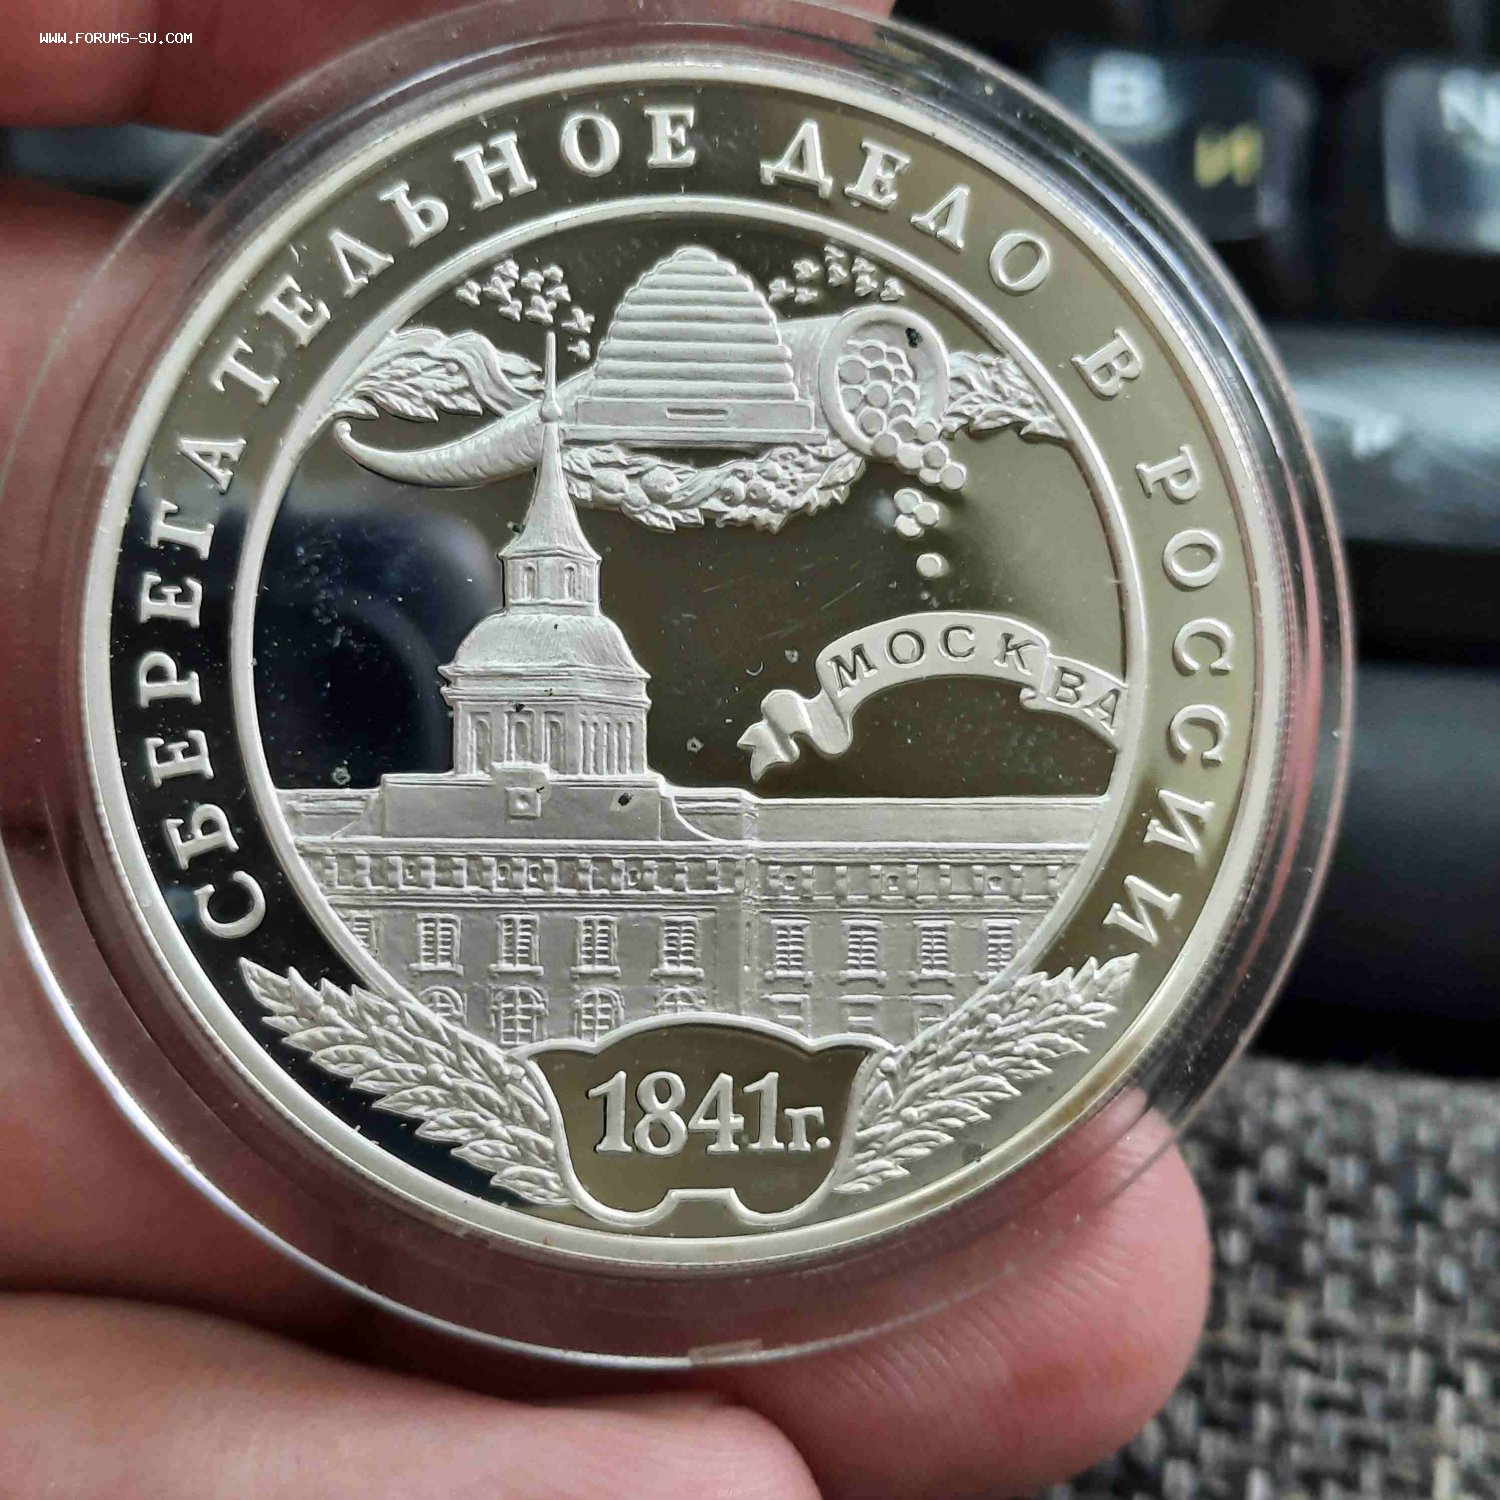 WWW.FORUMS-SU.COM
СБЕРЕГАТЕЛЬНОЕ ДЕЛО В РОССИИ
МОСКВА
1841г.
B
И
N